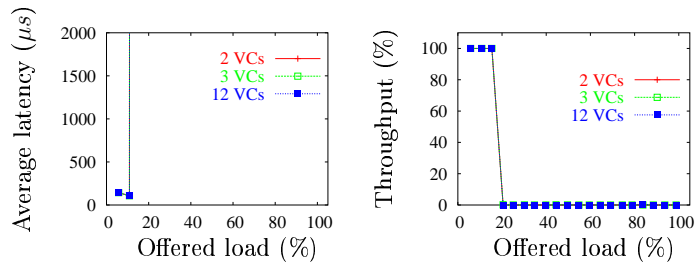 Average latency (μs)
2000
1500
1000
500
0
2 VCs
3 VCs
12 VCs
0 20 40 60 80 100
Offered load (%)
Throughput (%)
100
80
60
40
20
0
2 VCs
3 VCs
12 VCs
0 20 40 60 80 100
Offered load (%)